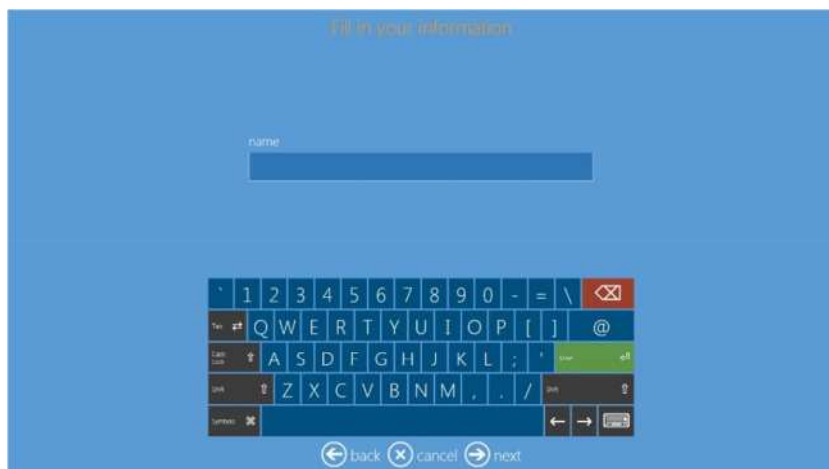 Fill in your information
name
` 1 2 3 4 5 6 7 8 9 0 - = \
Tab Q W E R T Y U I O P [ ] @
Caps Lock A S D F G H J K L ; ' Enter
Shift Z X C V B N M , . / Shift
Symbols
back cancel next